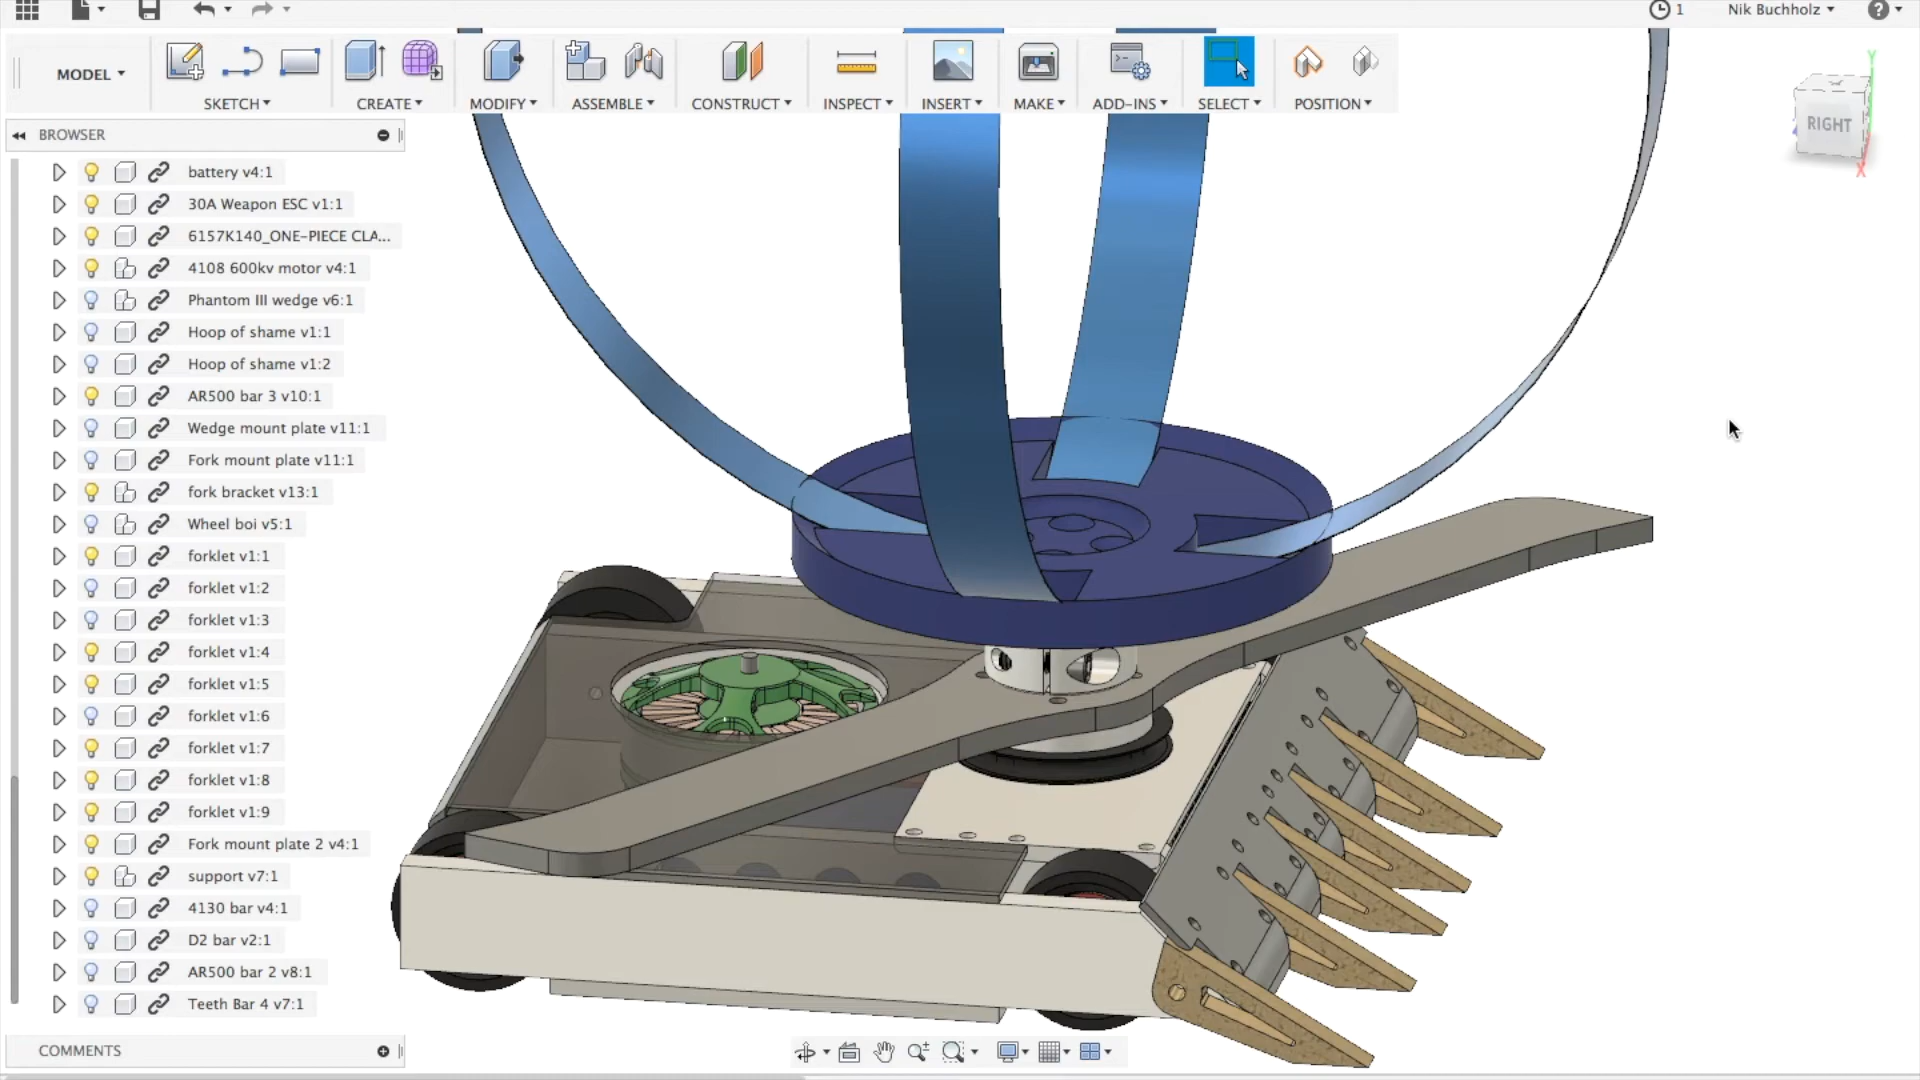 1 Nik Buchholz
MODEL
SKETCH CREATE MODIFY ASSEMBLE CONSTRUCT INSPECT INSERT MAKE ADD-INS SELECT POSITION
Y
RIGHT
X
BROWSER
battery v4:1
30A Weapon ESC v1:1
6157K140_ONE-PIECE CLA...
4108 600kv motor v4:1
Phantom III wedge v6:1
Hoop of shame v1:1
Hoop of shame v1:2
AR500 bar 3 v10:1
Wedge mount plate v11:1
Fork mount plate v11:1
fork bracket v13:1
Wheel boi v5:1
forklet v1:1
forklet v1:2
forklet v1:3
forklet v1:4
forklet v1:5
forklet v1:6
forklet v1:7
forklet v1:8
forklet v1:9
Fork mount plate 2 v4:1
support v7:1
4130 bar v4:1
D2 bar v2:1
AR500 bar 2 v8:1
Teeth Bar 4 v7:1
COMMENTS